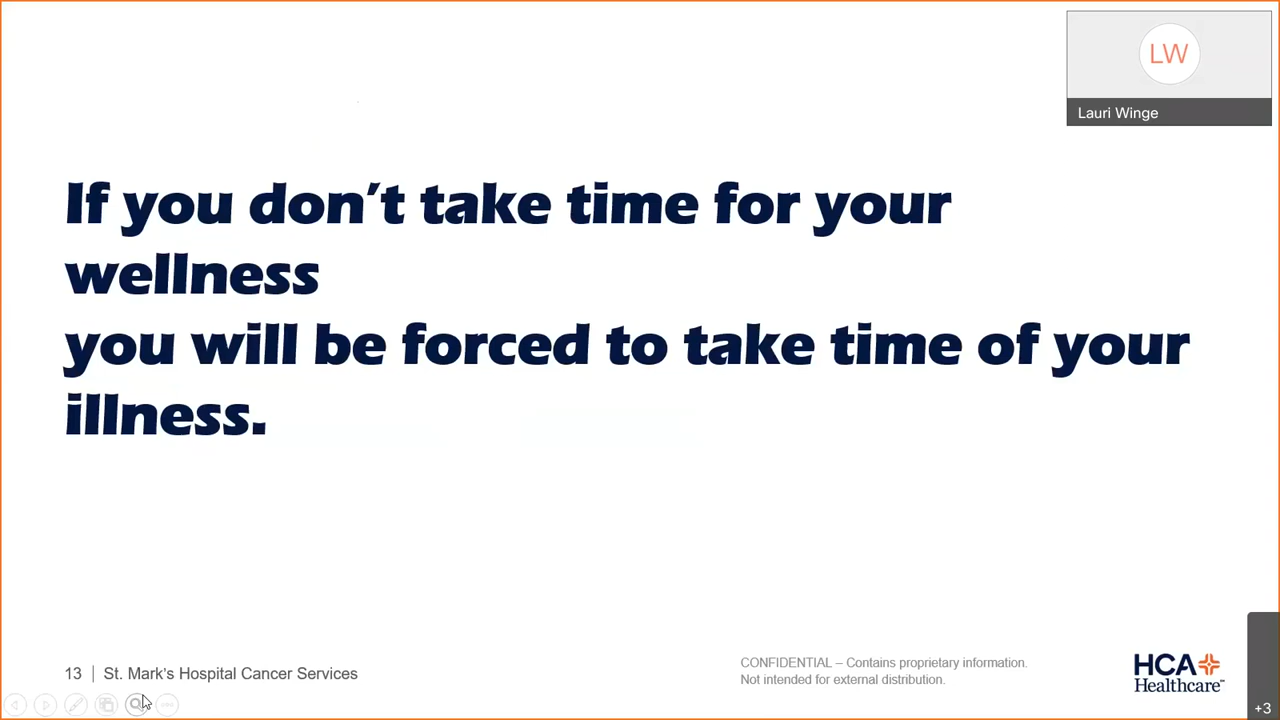 LW
Lauri Winge
If you don't take time for your
wellness
you will be forced to take time of your
illness.
13 | St. Mark's Hospital Cancer Services
CONFIDENTIAL – Contains proprietary information.
Not intended for external distribution.
HCA
Healthcare™
+3